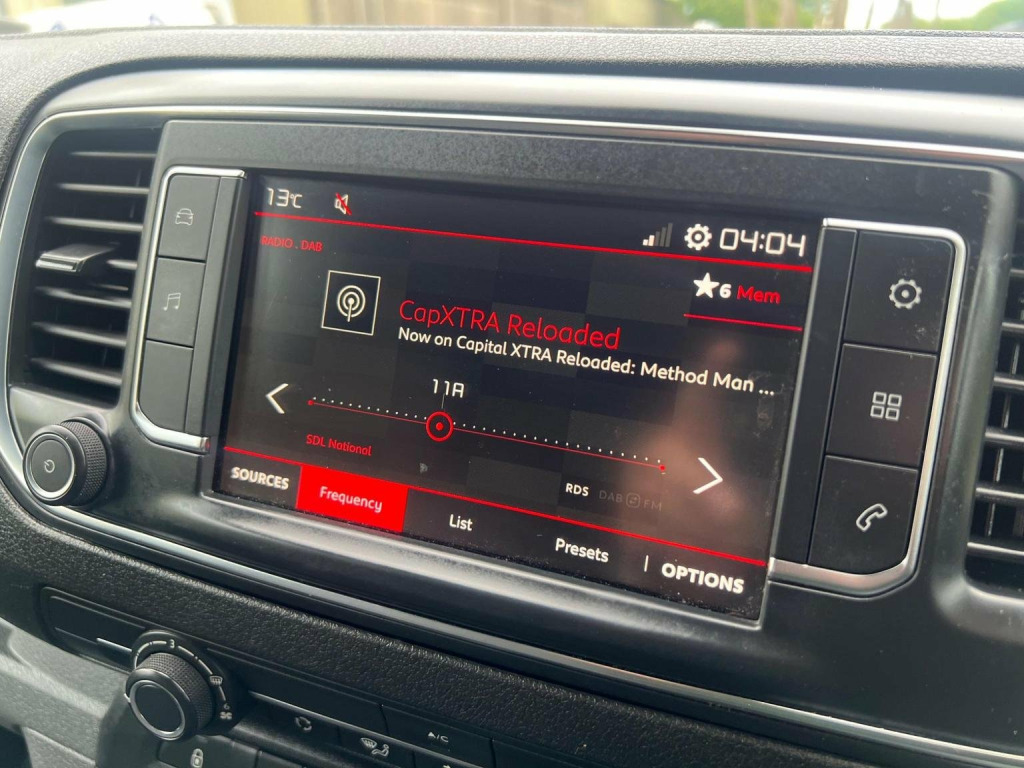 13°C
04:04
RADIO . DAB
6 Mem
CapXTRA Reloaded
Now on Capital XTRA Reloaded: Method Man ...
11A
SDL National
RDS DAB FM
SOURCES Frequency List Presets | OPTIONS
3
A/C